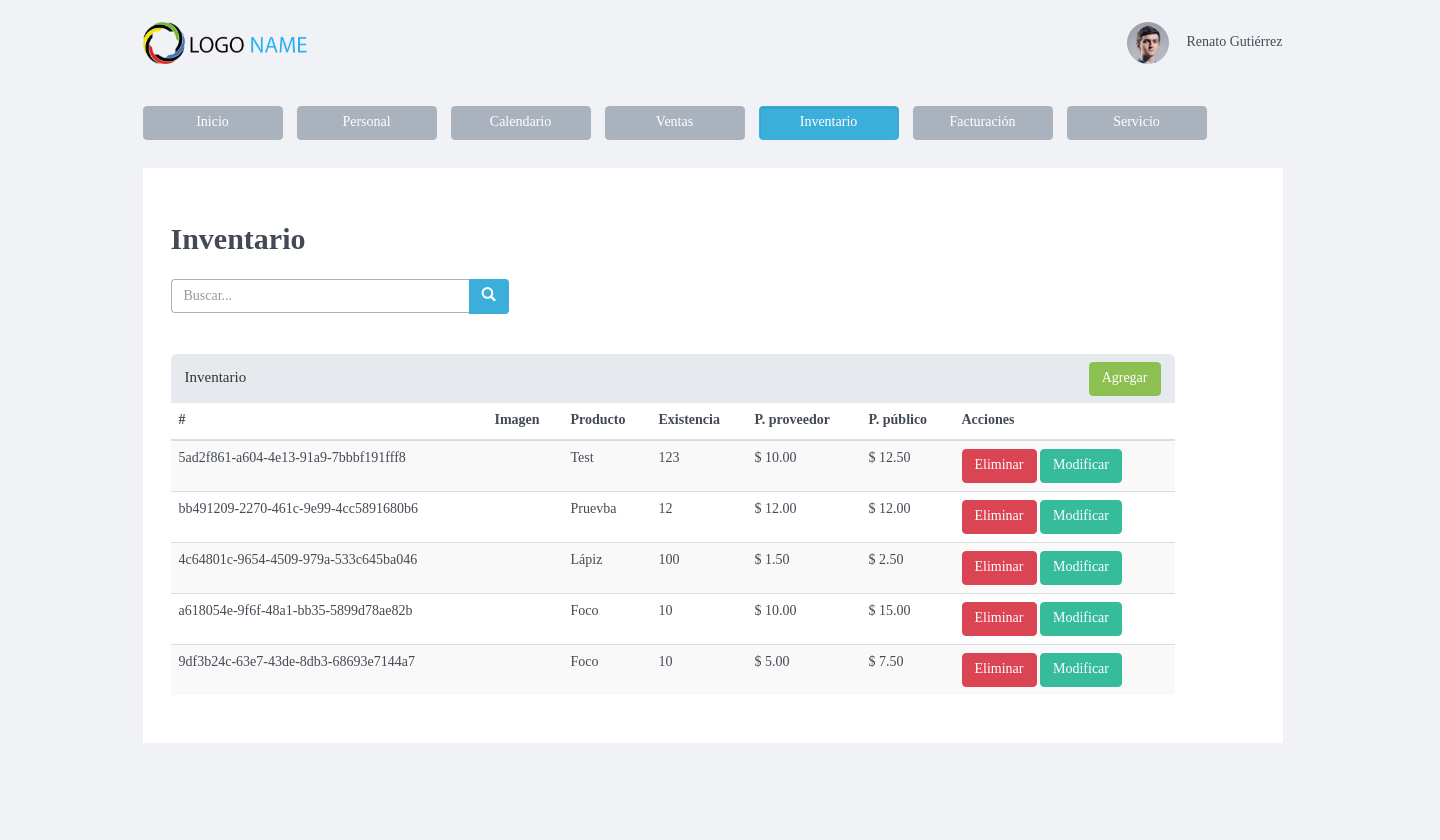 LOGO NAME
Renato Gutiérrez
Inicio Personal Calendario Ventas Inventario Facturación Servicio
Inventario
Buscar...
Inventario Agregar
# Imagen Producto Existencia P. proveedor P. público Acciones
5ad2f861-a604-4e13-91a9-7bbbf191fff8 Test 123 $ 10.00 $ 12.50 Eliminar Modificar
bb491209-2270-461c-9e99-4cc5891680b6 Pruevba 12 $ 12.00 $ 12.00 Eliminar Modificar
4c64801c-9654-4509-979a-533c645ba046 Lápiz 100 $ 1.50 $ 2.50 Eliminar Modificar
a618054e-9f6f-48a1-bb35-5899d78ae82b Foco 10 $ 10.00 $ 15.00 Eliminar Modificar
9df3b24c-63e7-43de-8db3-68693e7144a7 Foco 10 $ 5.00 $ 7.50 Eliminar Modificar